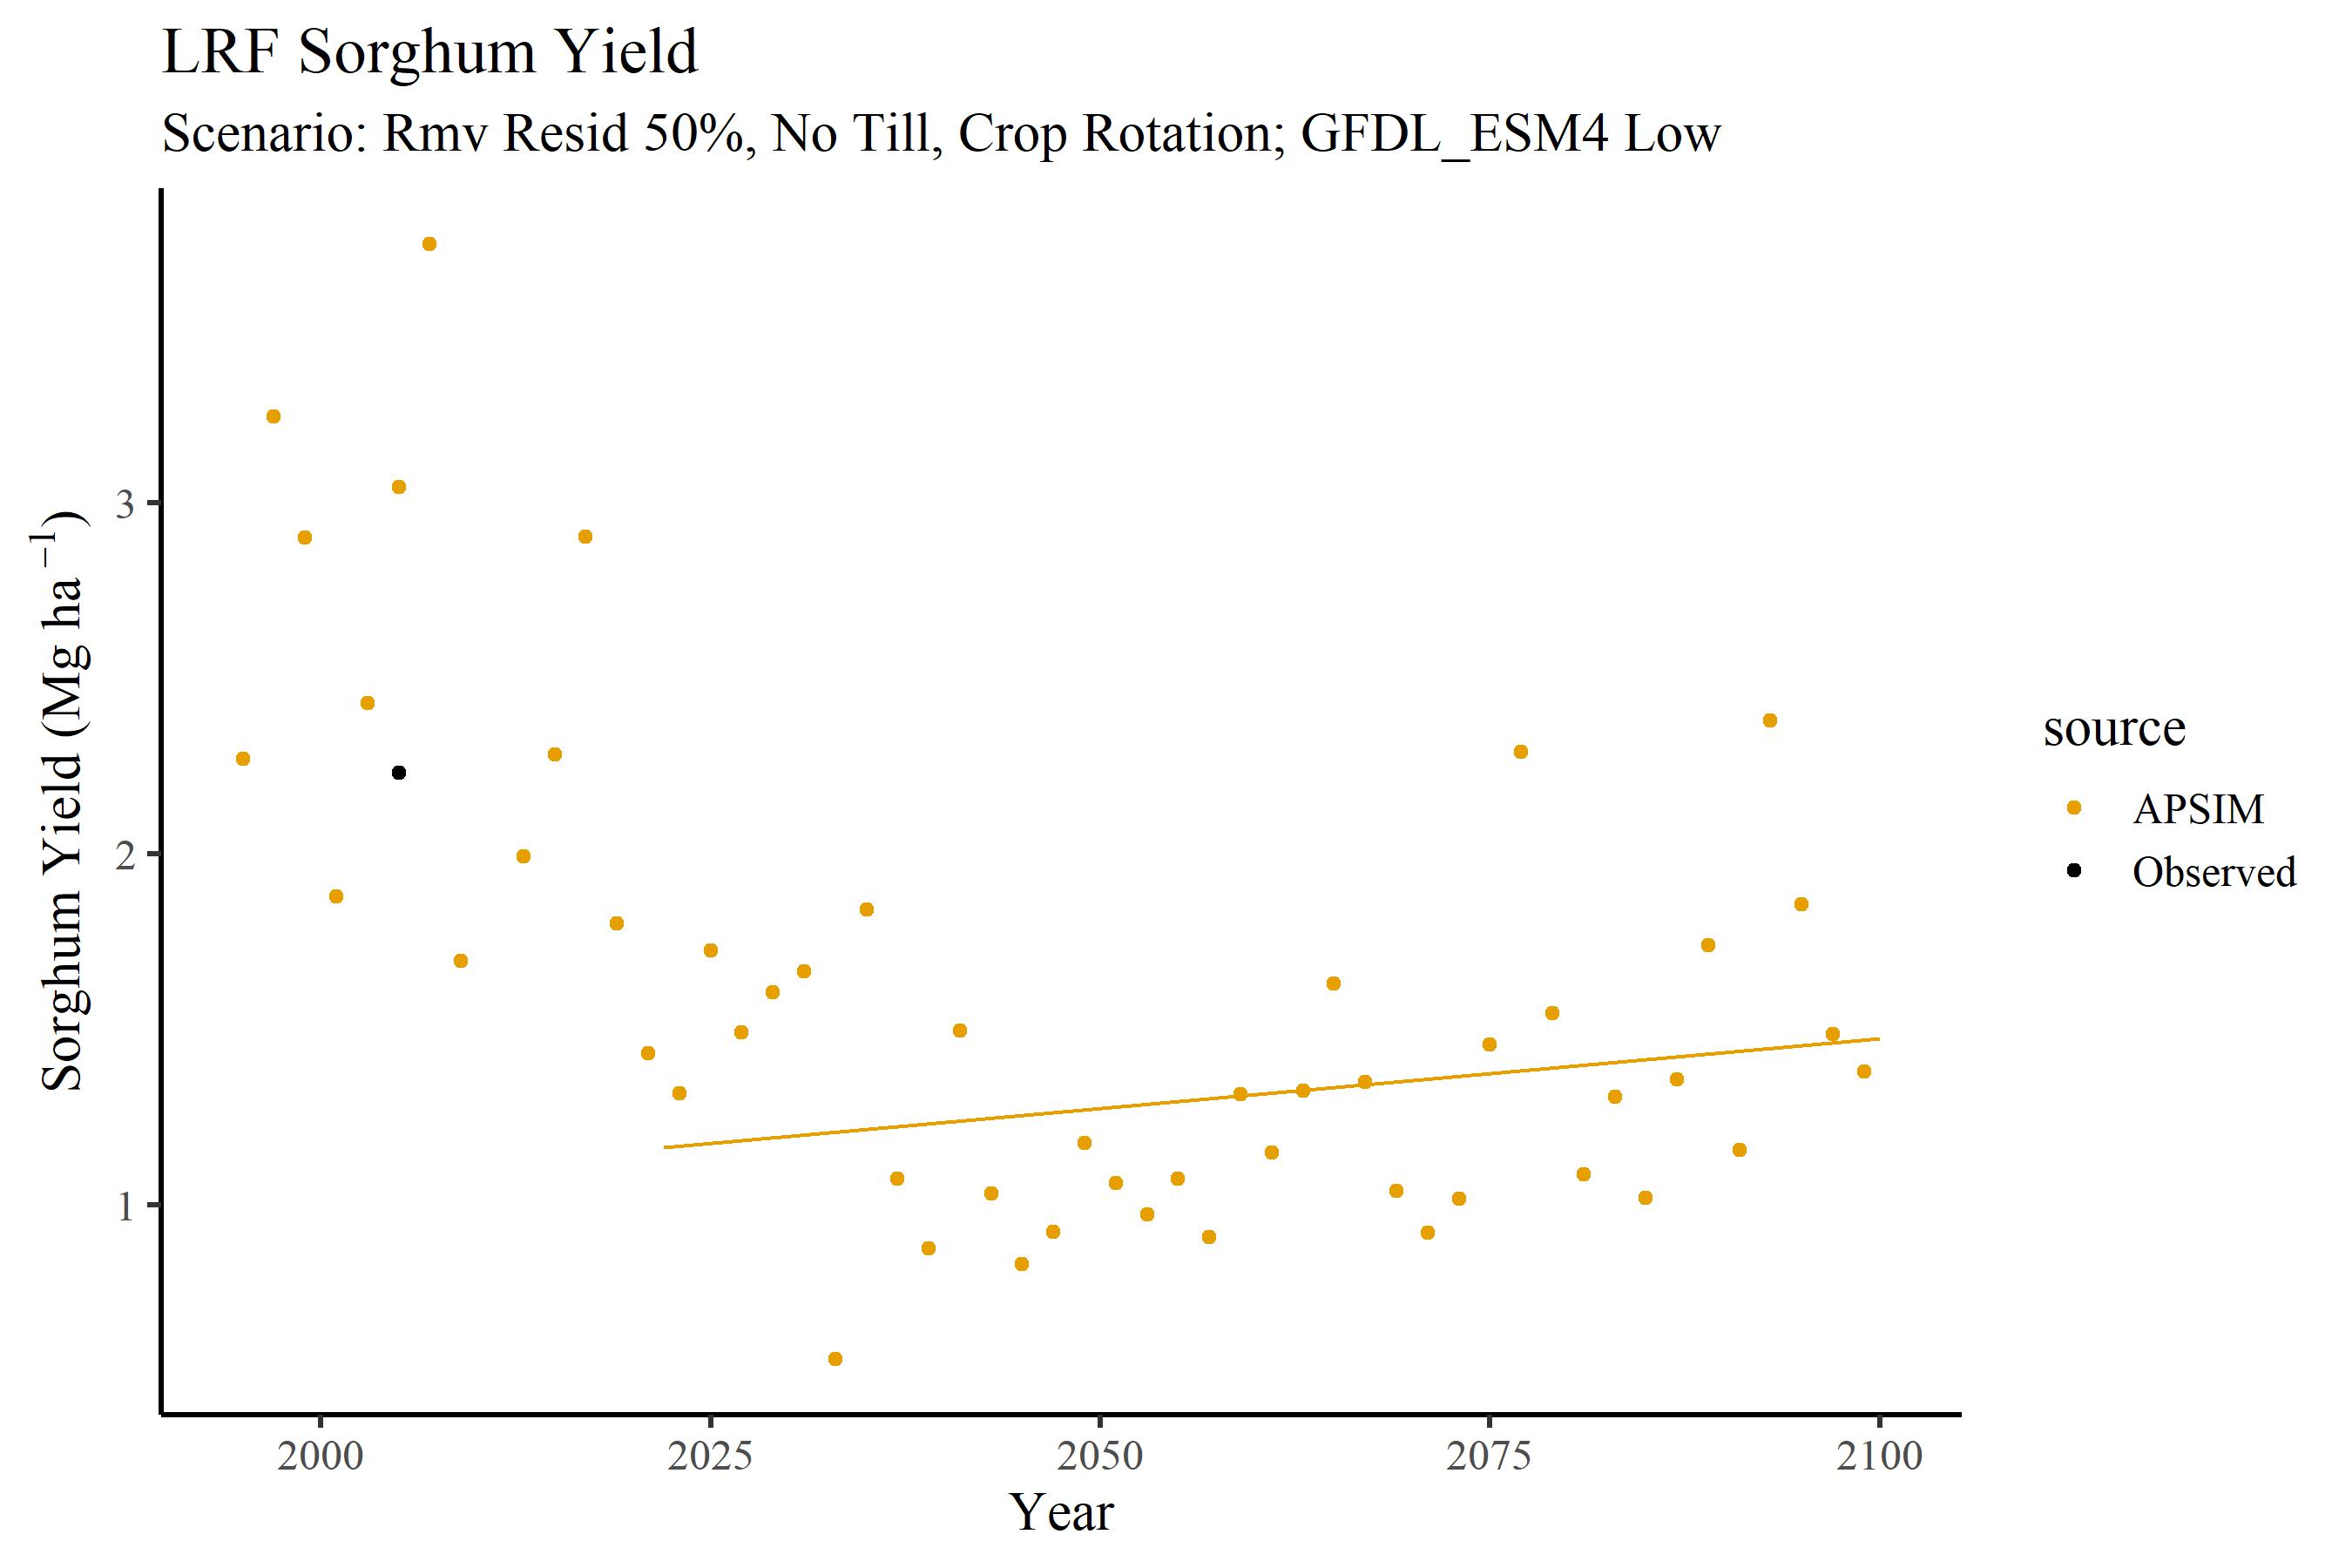 LRF Sorghum Yield
Scenario: Rmv Resid 50%, No Till, Crop Rotation; GFDL_ESM4 Low
Sorghum Yield (Mg ha −1)
3
2
1
2000 2025 2050 2075 2100
Year
source
APSIM
Observed